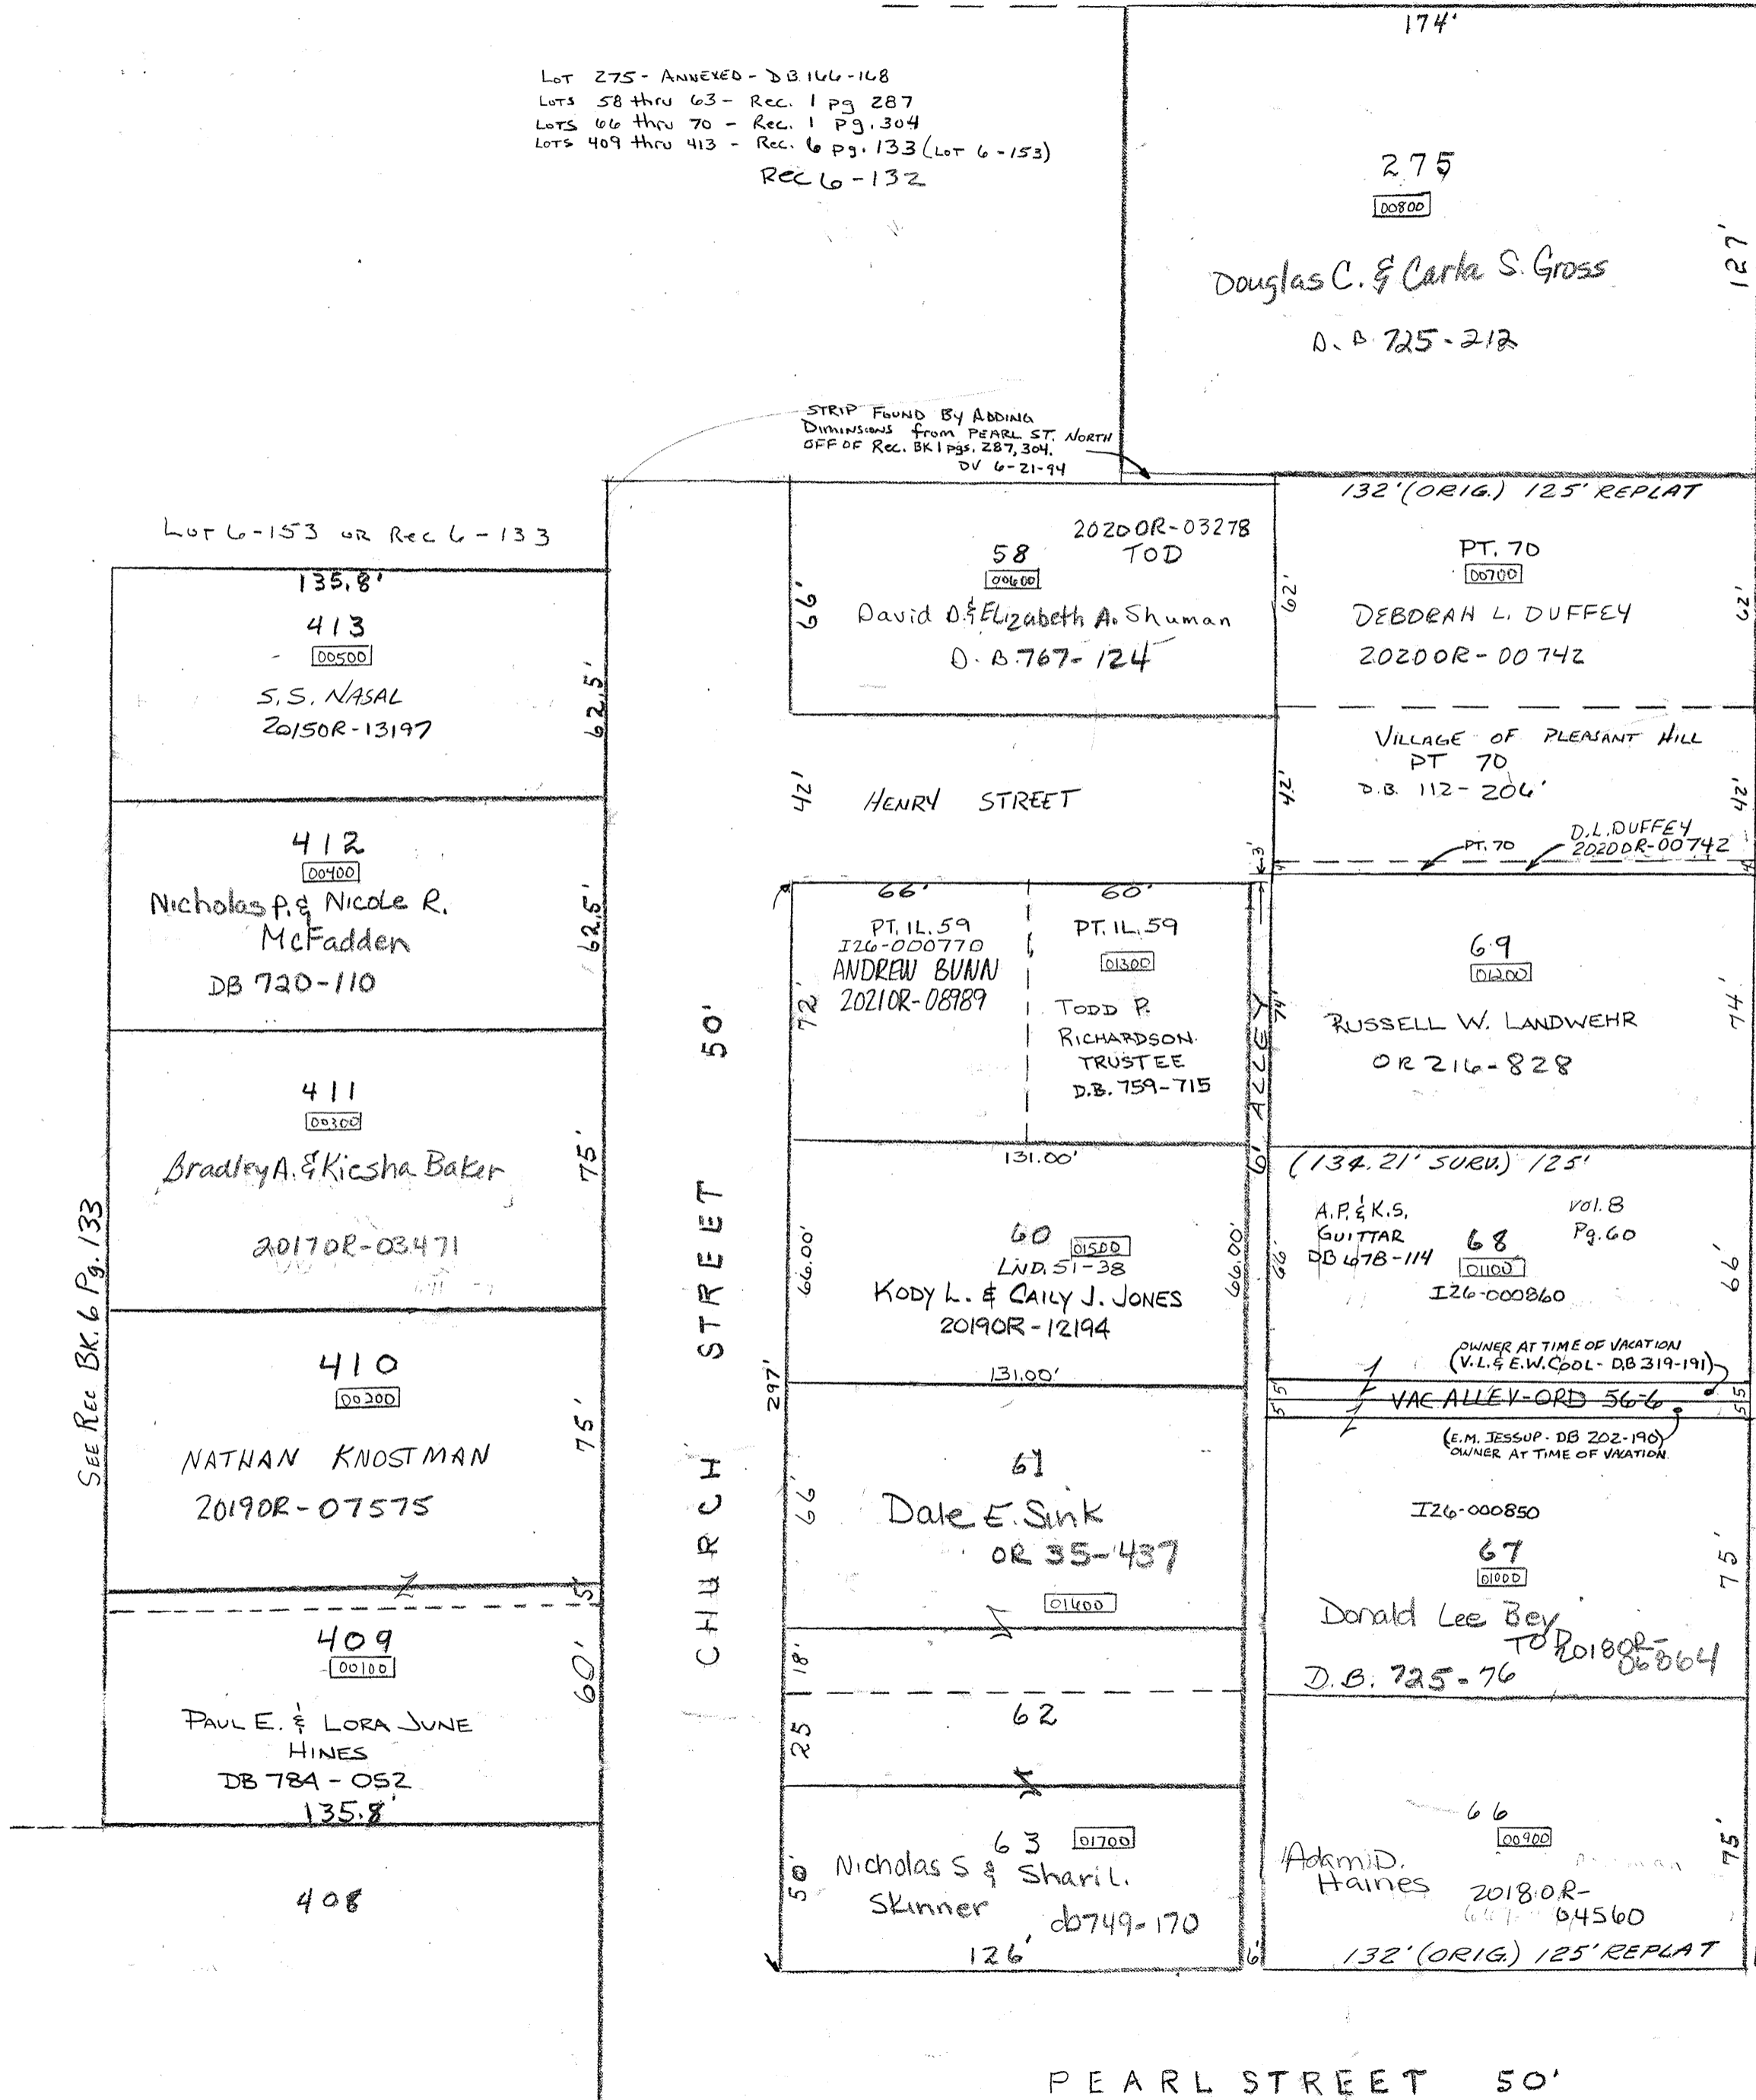 174'
LOT 275 - ANNEXED - D.B. 166-168
LOTS 58 thru 63 - Rec. 1 pg 287
LOTS 66 thru 70 - Rec. 1 pg. 304
LOTS 409 thru 413 - Rec. 6 pg. 133 (LOT 6-153)
REC 6-132
275
00800
127'
Douglas C. & Carla S. Gross
D. B. 725-212
STRIP FOUND BY ADDING
DIMINSIONS from PEARL ST. NORTH
OFF OF Rec. BK 1 pgs. 287, 304.
DV 6-21-94
LOT 6-153 OR REC 6-133
135.8'
413
00500
S.S. NASAL
2015OR-13197
62.5'
412
00400
Nicholas P. & Nicole R.
McFadden
DB 720-110
62.5'
411
00300
Bradley A. & Kiesha Baker
2017OR-03471
75'
SEE REC BK. 6 Pg. 133
410
00200
NATHAN KNOSTMAN
2019OR-07575
75'
5'
409
00100
PAUL E. & LORA JUNE
HINES
DB 784-052
135.8'
60'
408
CHURCH STREET 50'
2020OR-03278
58 TOD
00600
66'
David D. & ELizabeth A. Shuman
D. B. 767-124
42'
HENRY STREET
132' (ORIG.) 125' REPLAT
PT. 70
00700
62'
62'
DEBORAH L. DUFFEY
2020OR-00742
VILLAGE OF PLEASANT HILL
PT 70
D.B. 112-206
42'
42'
PT. 70
D.L. DUFFEY
2020OR-00742
4'
4'
3'
66'
60'
PT. IL. 59
I26-000770
ANDREW BUNN
2021OR-08989
72'
PT. IL. 59
01300
TODD P.
RICHARDSON
TRUSTEE
D.B. 759-715
6' ALLEY
74'
69
01200
RUSSELL W. LANDWEHR
OR 216-828
74'
131.00'
60
01500
LND. 51-38
KODY L. & CAILY J. JONES
2019OR-12194
66.00'
66.00'
131.00'
297'
(134.21' SURV.) 125'
A.P. & K.S.
GUITTAR
DB 678-114
vol. 8
Pg. 60
68
01100
I26-000860
66'
66'
OWNER AT TIME OF VACATION
(V.L. & E.W. COOL - DB 319-191)
VAC ALLEY-ORD 56-6
5'
5'
5'
5'
(E.M. JESSUP - DB 202-190)
OWNER AT TIME OF VACATION
61
Dale E. Sink
OR 35-437
01600
66'
18'
62
25
I26-000850
67
01000
75'
Donald Lee Bey
TOD 2018OR-
06864
D.B. 725-76
63
01700
Nicholas S & Shari L.
Skinner
db749-170
50'
126'
6'
66
00900
Adam D.
Haines
2018OR-
04560
75'
132' (ORIG.) 125' REPLAT
PEARL STREET 50'